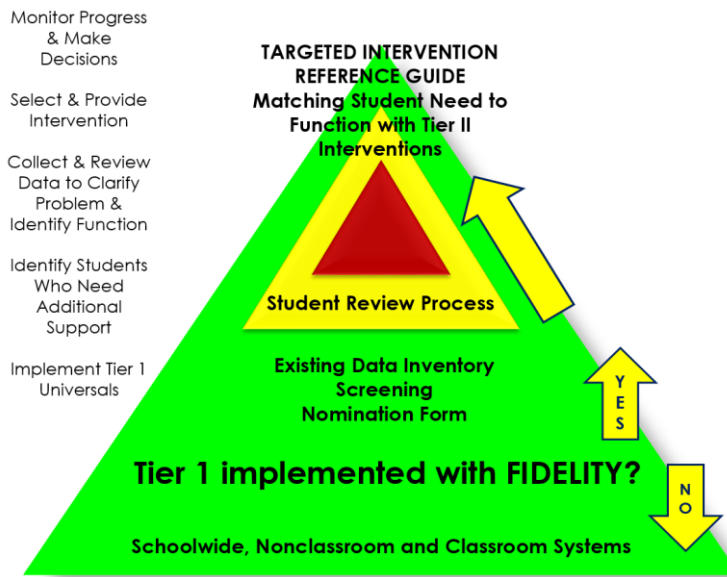 Monitor Progress
& Make
Decisions
Select & Provide
Intervention
Collect & Review
Data to Clarify
Problem &
Identify Function
Identify Students
Who Need
Additional
Support
Implement Tier 1
Universals
TARGETED INTERVENTION
REFERENCE GUIDE
Matching Student Need to
Function with Tier II
Interventions
Student Review Process
Existing Data Inventory
Screening
Nomination Form
Tier 1 implemented with FIDELITY?
Schoolwide, Nonclassroom and Classroom Systems
YES
NO